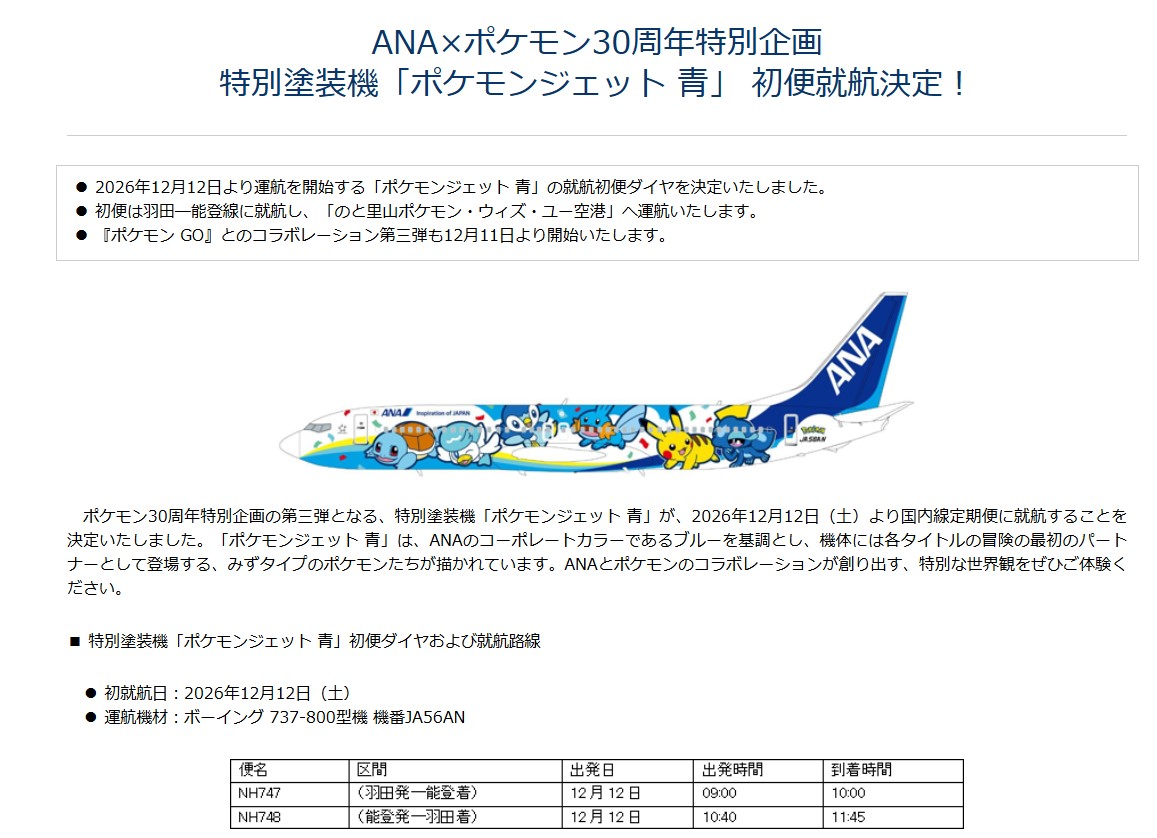 ANA×ポケモン30周年特別企画
特別塗装機「ポケモンジェット 青」 初便就航決定！
● 2026年12月12日より運航を開始する「ポケモンジェット 青」の就航初便ダイヤを決定いたしました。
● 初便は羽田―能登線に就航し、「のと里山ポケモン・ウィズ・ユー空港」へ運航いたします。
● 『ポケモン GO』とのコラボレーション第三弾も12月11日より開始いたします。
ANA
ANA Inspiration of JAPAN
Pokémon
JA56AN
ポケモン30周年特別企画の第三弾となる、特別塗装機「ポケモンジェット 青」が、2026年12月12日（土）より国内線定期便に就航することを
決定いたしました。「ポケモンジェット 青」は、ANAのコーポレートカラーであるブルーを基調とし、機体には各タイトルの冒険の最初のパート
ナーとして登場する、みずタイプのポケモンたちが描かれています。ANAとポケモンのコラボレーションが創り出す、特別な世界観をぜひご体験く
ださい。
■ 特別塗装機「ポケモンジェット 青」初便ダイヤおよび就航路線
● 初就航日：2026年12月12日（土）
● 運航機材：ボーイング 737-800型機 機番JA56AN
便名 区間 出発日 出発時間 到着時間
NH747 （羽田発―能登着） 12月12日 09:00 10:00
NH748 （能登発―羽田着） 12月12日 10:40 11:45